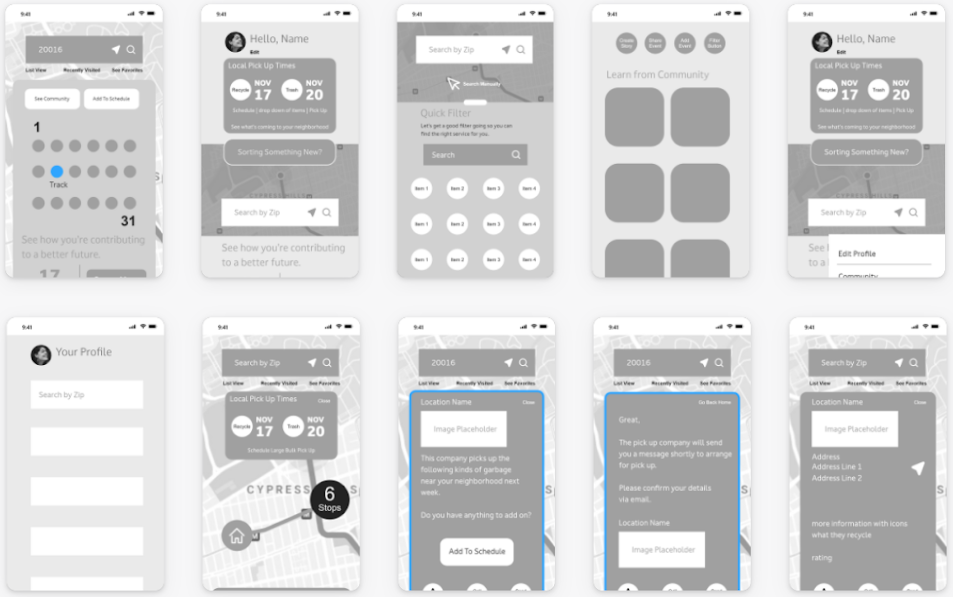 9:41
20016
List View Recently Visited See Favorites
See Community Add To Schedule
1
Track
31
See how you're contributing
to a better future.
17
9:41
Hello, Name
Edit
Local Pick Up Times
Recycle NOV 17 Trash NOV 20
Schedule | drop down of items | Pick Up
See what's coming to your neighborhood
Sorting Something New?
CYPRESS HILLS
Search by Zip
See how you're contributing
to a better future.
9:41
Search by Zip
Search Manually
Quick Filter
Let's get a good filter going so you can
find the right service for you.
Search
Item 1 Item 2 Item 3 Item 4
Item 1 Item 2 Item 3 Item 4
Item 1 Item 2 Item 3 Item 4
9:41
Create Story Share Event Add Event Filter Button
Learn from Community
9:41
Hello, Name
Edit
Local Pick Up Times
Recycle NOV 17 Trash NOV 20
Schedule | drop down of items | Pick Up
See what's coming to your neighborhood
Sorting Something New?
Search by Zip
See
to a
Edit Profile
Community
9:41
Your Profile
Search by Zip
9:41
Search by Zip
List View Recently Visited See Favorites
Local Pick Up Times Close
Recycle NOV 17 Trash NOV 20
Schedule Large Bulk Pick Up
CYPRESS
6
Stops
9:41
20016
List View Recently Visited See Favorites
Location Name Close
Image Placeholder
This company picks up the
following kinds of garbage
near your neighborhood next
week.
Do you have anything to add on?
Add To Schedule
9:41
20016
List View Recently Visited See Favorites
Go Back Home
Great,
The pick up company will send
you a message shortly to arrange
for pick up.
Please confirm your details
via email.
Location Name
Image Placeholder
9:41
Search by Zip
List View Recently Visited See Favorites
Location Name Close
Image Placeholder
Address
Address Line 1
Address Line 2
more information with icons
what they recycle
rating